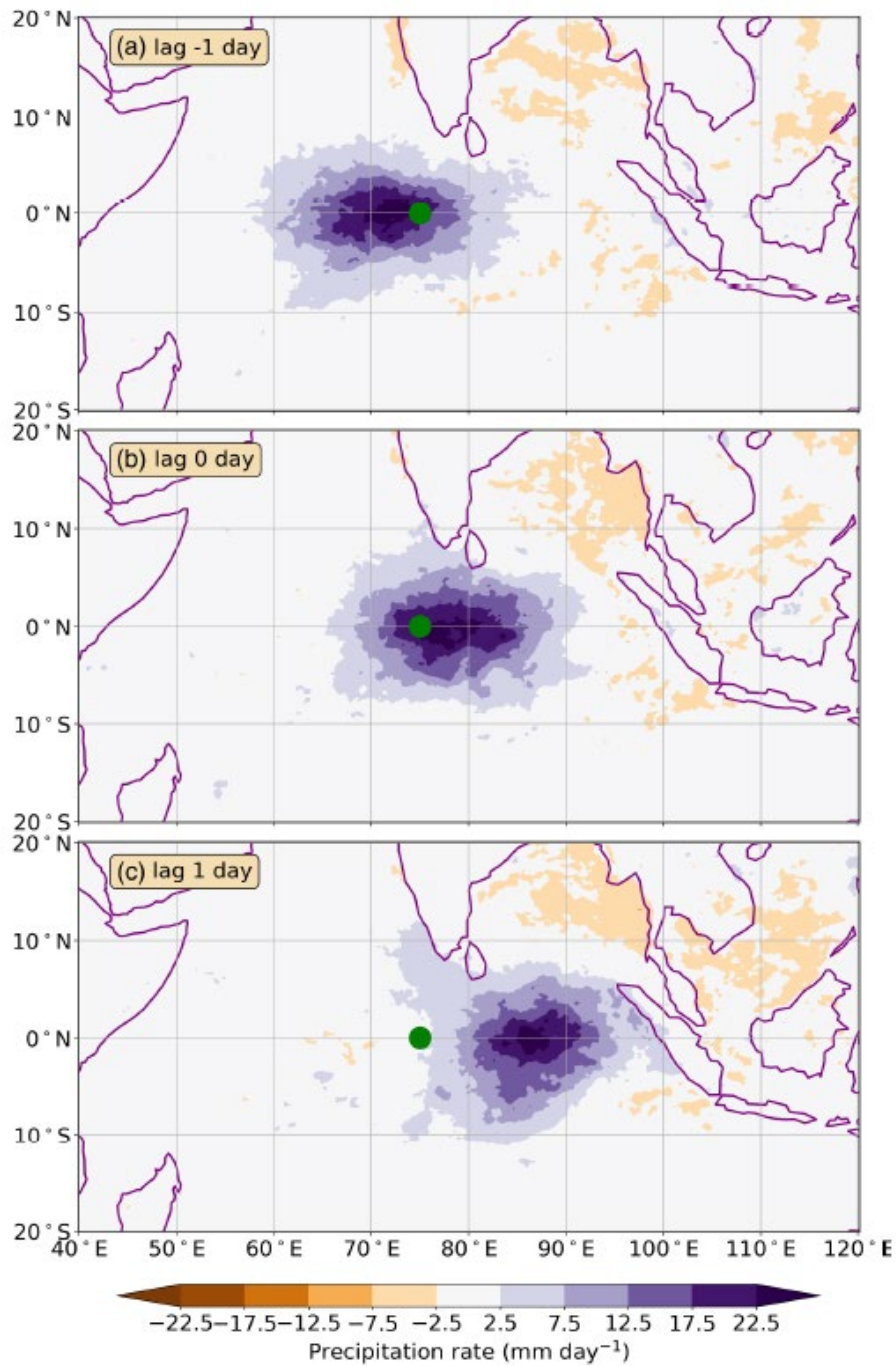 20°N
(a) lag -1 day
10°N
0°N
10°S
20°S
20°N
(b) lag 0 day
10°N
0°N
10°S
20°S
20°N
(c) lag 1 day
10°N
0°N
10°S
20°S
40°E 50°E 60°E 70°E 80°E 90°E 100°E 110°E 120°E
−22.5 −17.5 −12.5 −7.5 −2.5 2.5 7.5 12.5 17.5 22.5
Precipitation rate (mm day⁻¹)